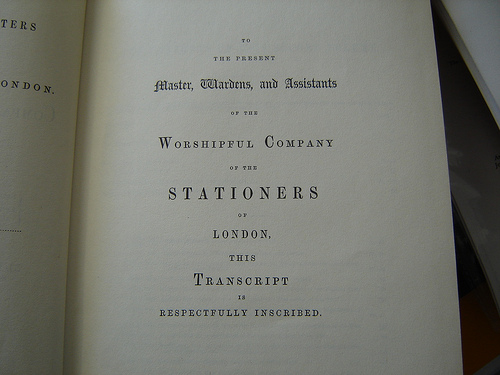 TERS
ONDON,
TO
THE PRESENT
Master, Wardens, and Assistants
OF THE
WORSHIPFUL COMPANY
OF THE
STATIONERS
OF
LONDON,
THIS
TRANSCRIPT
IS
RESPECTFULLY INSCRIBED.